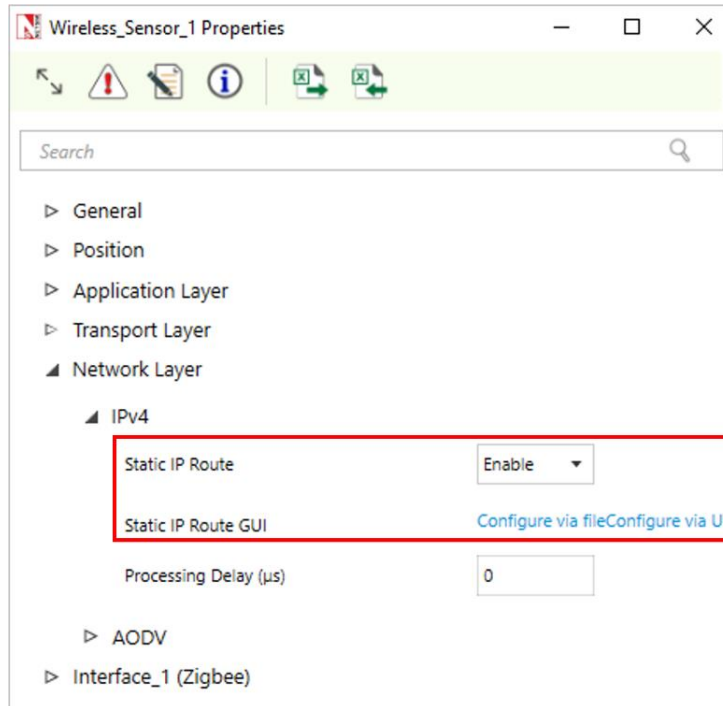 Wireless_Sensor_1 Properties
Search
General
Position
Application Layer
Transport Layer
Network Layer
IPv4
Static IP Route Enable
Static IP Route GUI Configure via fileConfigure via U
Processing Delay (µs) 0
AODV
Interface_1 (Zigbee)